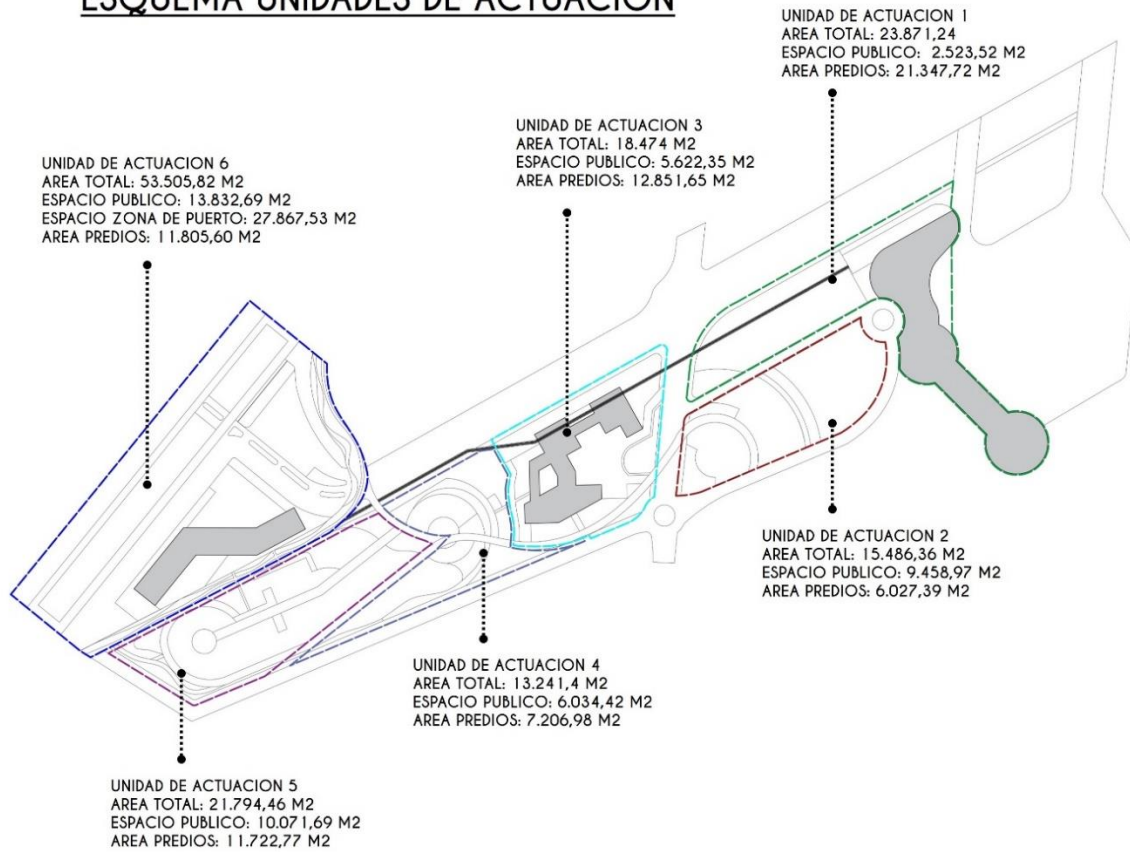 ESQUEMA UNIDADES DE ACTUACION
UNIDAD DE ACTUACION 1
AREA TOTAL: 23.871,24
ESPACIO PUBLICO: 2.523,52 M2
AREA PREDIOS: 21.347,72 M2
UNIDAD DE ACTUACION 3
AREA TOTAL: 18.474 M2
ESPACIO PUBLICO: 5.622,35 M2
AREA PREDIOS: 12.851,65 M2
UNIDAD DE ACTUACION 6
AREA TOTAL: 53.505,82 M2
ESPACIO PUBLICO: 13.832,69 M2
ESPACIO ZONA DE PUERTO: 27.867,53 M2
AREA PREDIOS: 11.805,60 M2
UNIDAD DE ACTUACION 2
AREA TOTAL: 15.486,36 M2
ESPACIO PUBLICO: 9.458,97 M2
AREA PREDIOS: 6.027,39 M2
UNIDAD DE ACTUACION 4
AREA TOTAL: 13.241,4 M2
ESPACIO PUBLICO: 6.034,42 M2
AREA PREDIOS: 7.206,98 M2
UNIDAD DE ACTUACION 5
AREA TOTAL: 21.794,46 M2
ESPACIO PUBLICO: 10.071,69 M2
AREA PREDIOS: 11.722,77 M2